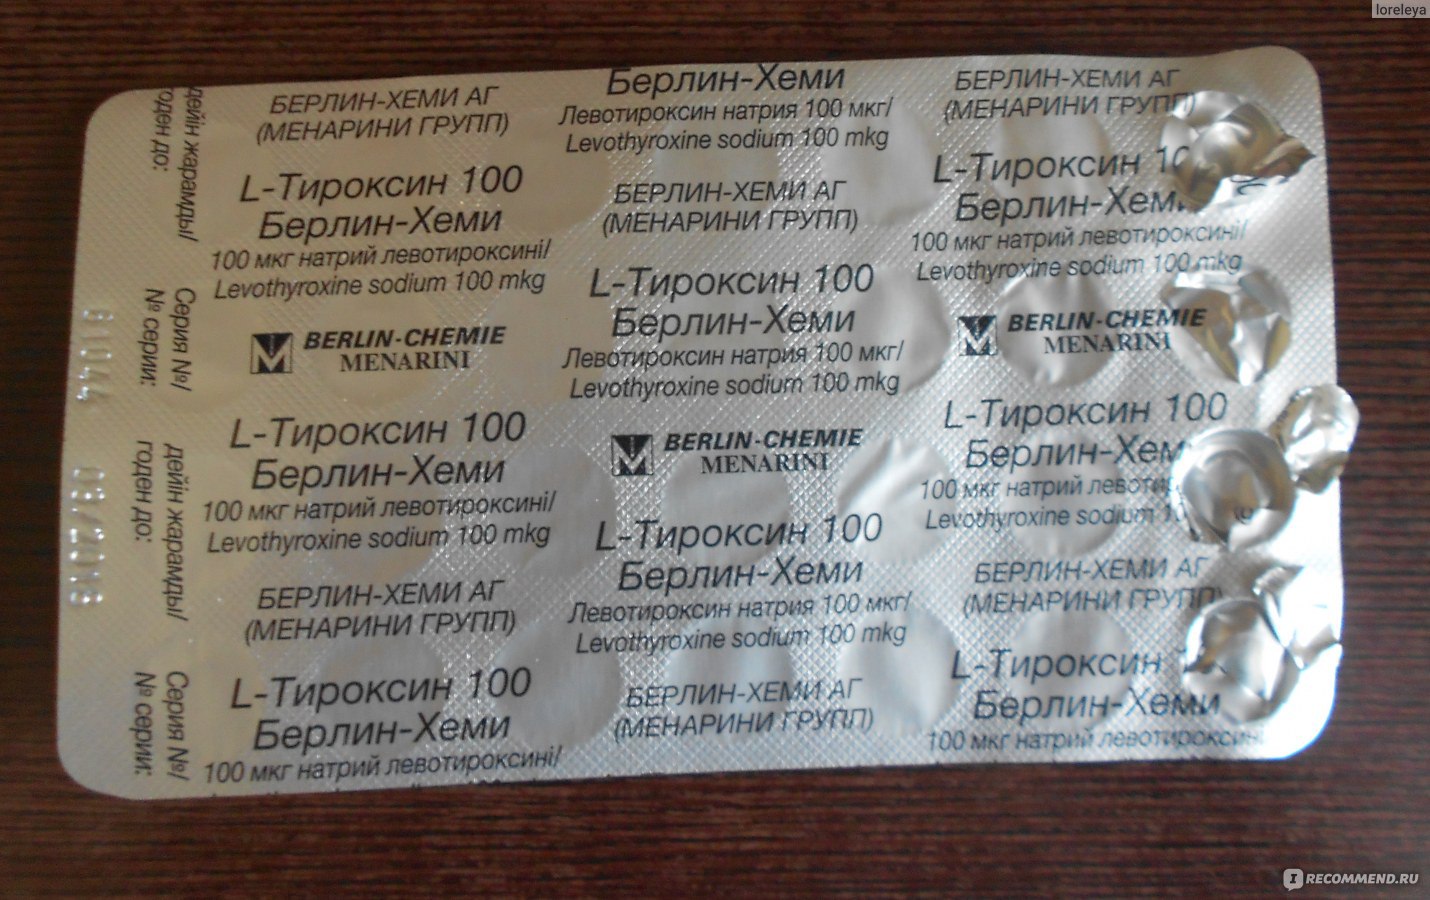 loreleya
дейін жарамды/
годен до:
Серия №/
№ серии:
дейін жарамды/
годен до:
Серия №/
№ серии:
09/2018
БЕРЛИН-ХЕМИ АГ
(МЕНАРИНИ ГРУПП)
L-Тироксин 100
Берлин-Хеми
100 мкг натрий левотироксині/
Levothyroxine sodium 100 mkg
BERLIN-CHEMIE
MENARINI
L-Тироксин 100
Берлин-Хеми
100 мкг натрий левотироксині/
Levothyroxine sodium 100 mkg
БЕРЛИН-ХЕМИ АГ
(МЕНАРИНИ ГРУПП)
L-Тироксин 100
Берлин-Хеми
100 мкг натрий левотироксині/
Берлин-Хеми
Левотироксин натрия 100 мкг/
Levothyroxine sodium 100 mkg
БЕРЛИН-ХЕМИ АГ
(МЕНАРИНИ ГРУПП)
L-Тироксин 100
Берлин-Хеми
Левотироксин натрия 100 мкг/
Levothyroxine sodium 100 mkg
BERLIN-CHEMIE
MENARINI
L-Тироксин 100
Берлин-Хеми
Левотироксин натрия 100 мкг/
Levothyroxine sodium 100 mkg
БЕРЛИН-ХЕМИ АГ
(МЕНАРИНИ ГРУПП)
БЕРЛИН-ХЕМИ АГ
(МЕНАРИНИ ГРУПП)
L-Тироксин
Берлин-Хеми
100 мкг натрий левотироксині/
Levothyroxine sodium 100 mkg
BERLIN-CHEMIE
MENARINI
L-Тироксин 100
Берлин-Хеми
100 мкг натрий
Levothyroxine sodium
БЕРЛИН-ХЕМИ АГ
(МЕНАРИНИ ГРУПП)
L-Тироксин
Берлин-Хеми
100 мкг натрий левотироксині
IRECOMMEND.RU